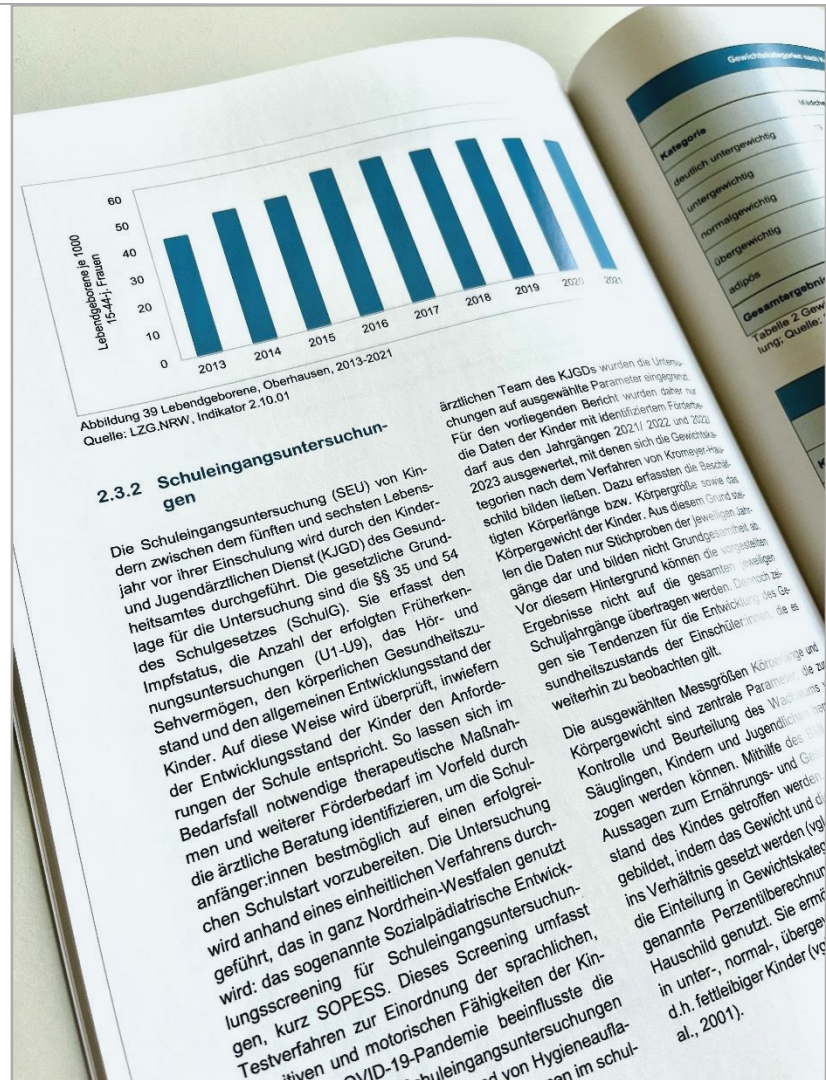 60
50
40
30
20
10
0
Lebendgeborene je 1000
15-44-j. Frauen
2013
2014
2015
2016
2017
2018
2019
2020
2021
Abbildung 39 Lebendgeborene, Oberhausen, 2013-2021
Quelle: LZG.NRW, Indikator 2.10.01
2.3.2 Schuleingangsuntersuchun-
gen
Die Schuleingangsuntersuchung (SEU) von Kin-
dern zwischen dem fünften und sechsten Lebens-
jahr vor ihrer Einschulung wird durch den Kinder-
und Jugendärztlichen Dienst (KJGD) des Gesund-
heitsamtes durchgeführt. Die gesetzliche Grund-
lage für die Untersuchung sind die §§ 35 und 54
des Schulgesetzes (SchulG). Sie erfasst den
Impfstatus, die Anzahl der erfolgten Früherken-
nungsuntersuchungen (U1-U9), das Hör- und
Sehvermögen, den körperlichen Gesundheitszu-
stand und den allgemeinen Entwicklungsstand der
Kinder. Auf diese Weise wird überprüft, inwiefern
der Entwicklungsstand der Kinder den Anforde-
rungen der Schule entspricht. So lassen sich im
Bedarfsfall notwendige therapeutische Maßnah-
men und weiterer Förderbedarf im Vorfeld durch
die ärztliche Beratung identifizieren, um die Schul-
anfänger:innen bestmöglich auf einen erfolgrei-
chen Schulstart vorzubereiten. Die Untersuchung
wird anhand eines einheitlichen Verfahrens durch-
geführt, das in ganz Nordrhein-Westfalen genutzt
wird: das sogenannte Sozialpädiatrische Entwick-
lungsscreening für Schuleingangsuntersuchun-
gen, kurz SOPESS. Dieses Screening umfasst
Testverfahren zur Einordnung der sprachlichen,
und motorischen Fähigkeiten der Kin-
beeinflusste die
und von Hygieneaufla-
im schul-
ärztlichen Team des KJGDs wurden die Untersu-
chungen auf ausgewählte Parameter eingegrenzt.
Für den vorliegenden Bericht wurden daher nur
die Daten der Kinder mit identifiziertem Förderbe-
darf aus den Jahrgängen 2021/ 2022 und 2022/
2023 ausgewertet, mit denen sich die Gewichtska-
tegorien nach dem Verfahren von Kromeyer-Hau-
schild bilden ließen. Dazu erfassten die Beschäf-
tigten Körperlänge bzw. Körpergröße sowie das
Körpergewicht der Kinder. Aus diesem Grund stel-
len die Daten nur Stichproben der jeweiligen Jahr-
gänge dar und bilden nicht Grundgesamtheit ab.
Vor diesem Hintergrund können die vorgestellten
Ergebnisse nicht auf die gesamten jeweiligen
Schuljahrgänge übertragen werden. Dennoch zei-
gen sie Tendenzen für die Entwicklung des Ge-
sundheitszustands der Einschüler:innen, die es
weiterhin zu beobachten gilt.
Die ausgewählten Messgrößen Körperlänge und
Körpergewicht sind zentrale Parameter, die zur
Kontrolle und Beurteilung des Wachstums
Säuglingen, Kindern und Jugendlichen
zogen werden können. Mithilfe des
Aussagen zum Ernährungs- und
stand des Kindes getroffen werden
gebildet, indem das Gewicht und
ins Verhältnis gesetzt werden (vgl
die Einteilung in Gewichtskateg
genannte Perzentilberechnun
Hauschild genutzt. Sie ermö
in unter-, normal-, überge
d.h. fettleibiger Kinder (vg
al., 2001).
Gewichtskategorien nach
Mädche
Kategorie
deutlich untergewichtig
untergewichtig
normalgewichtig
übergewichtig
adipös
Gesamtergebnis
Tabelle 2 Gewi
lung; Quelle: